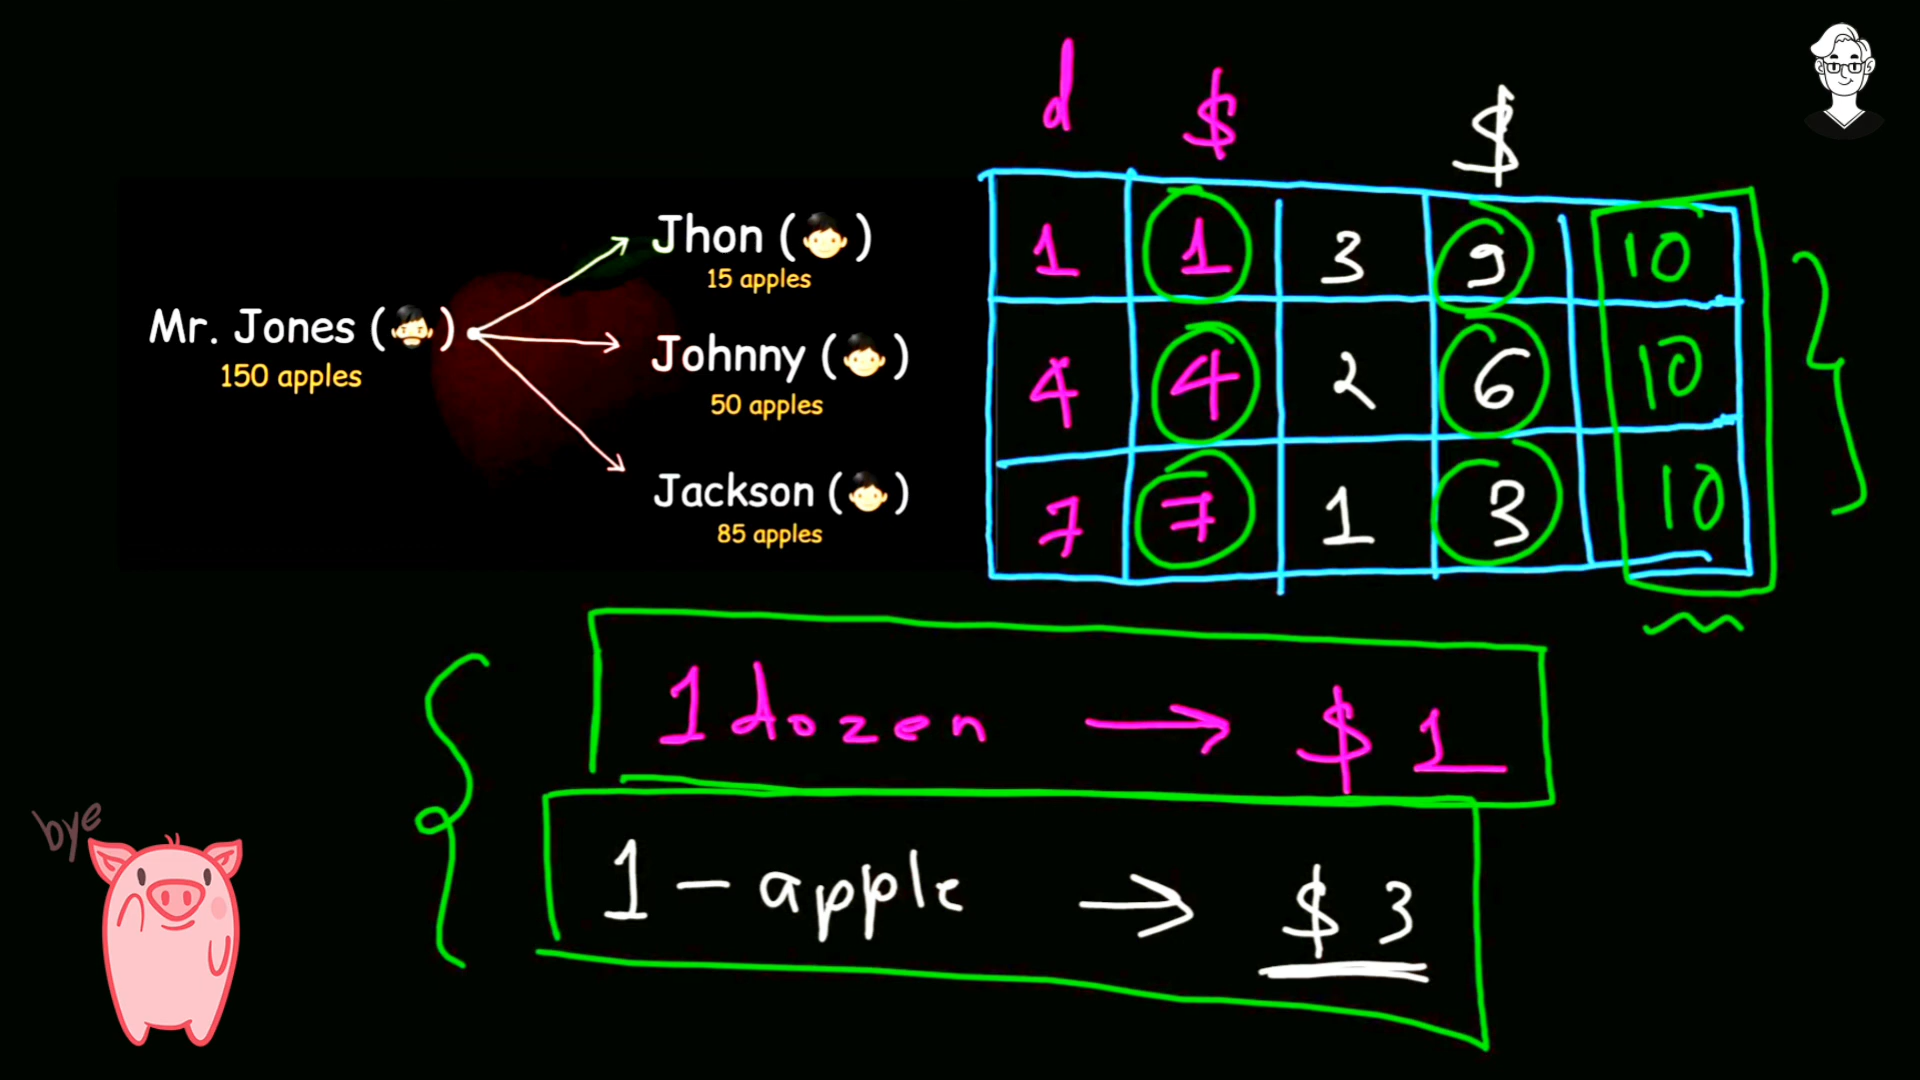 Mr. Jones ( )
150 apples
Jhon ( )
15 apples
Johnny ( )
50 apples
Jackson ( )
85 apples
d $ $
1 1 3 9 10
4 4 2 6 10
7 7 1 3 10
1 dozen → $ 1
1 - apple → $ 3
bye